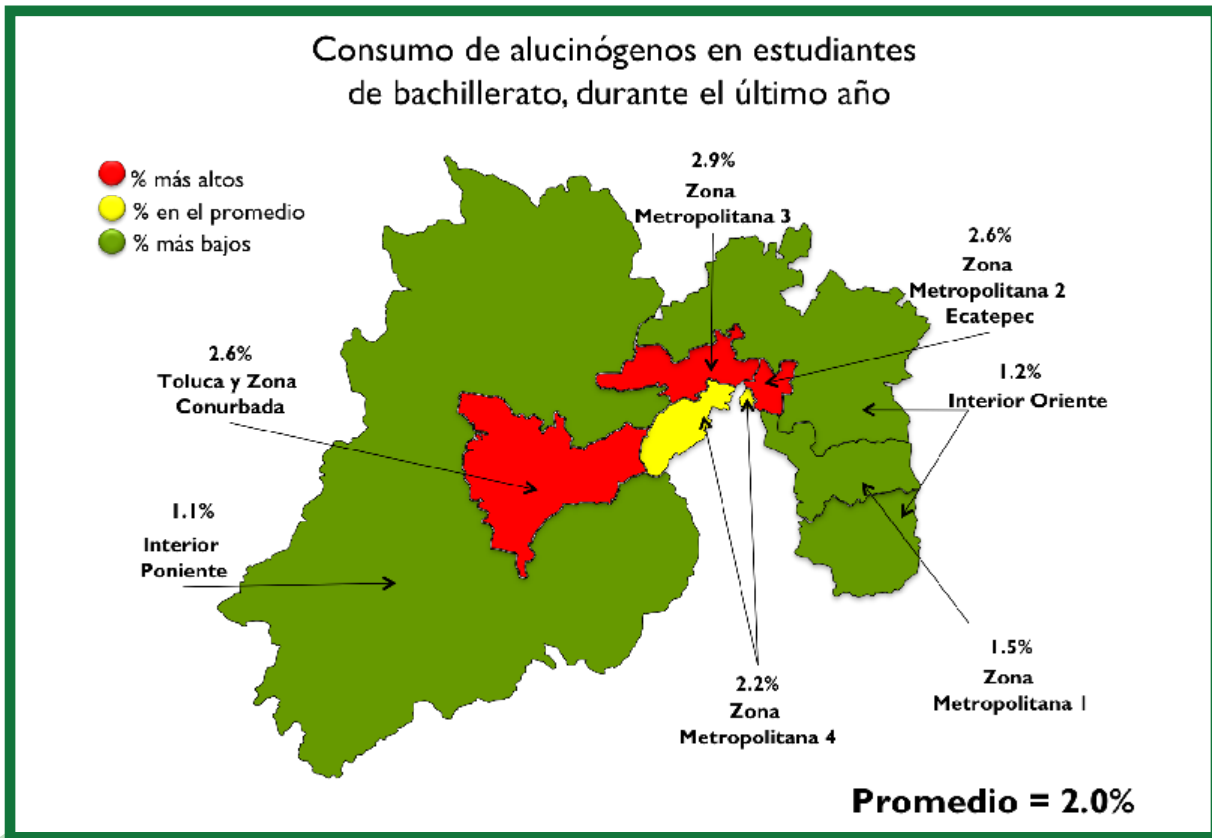 Consumo de alucinógenos en estudiantes
de bachillerato, durante el último año
% más altos
% en el promedio
% más bajos
2.9%
Zona
Metropolitana 3
2.6%
Zona
Metropolitana 2
Ecatepec
2.6%
Toluca y Zona
Conurbada
1.2%
Interior Oriente
1.1%
Interior
Poniente
1.5%
Zona
Metropolitana 1
2.2%
Zona
Metropolitana 4
Promedio = 2.0%